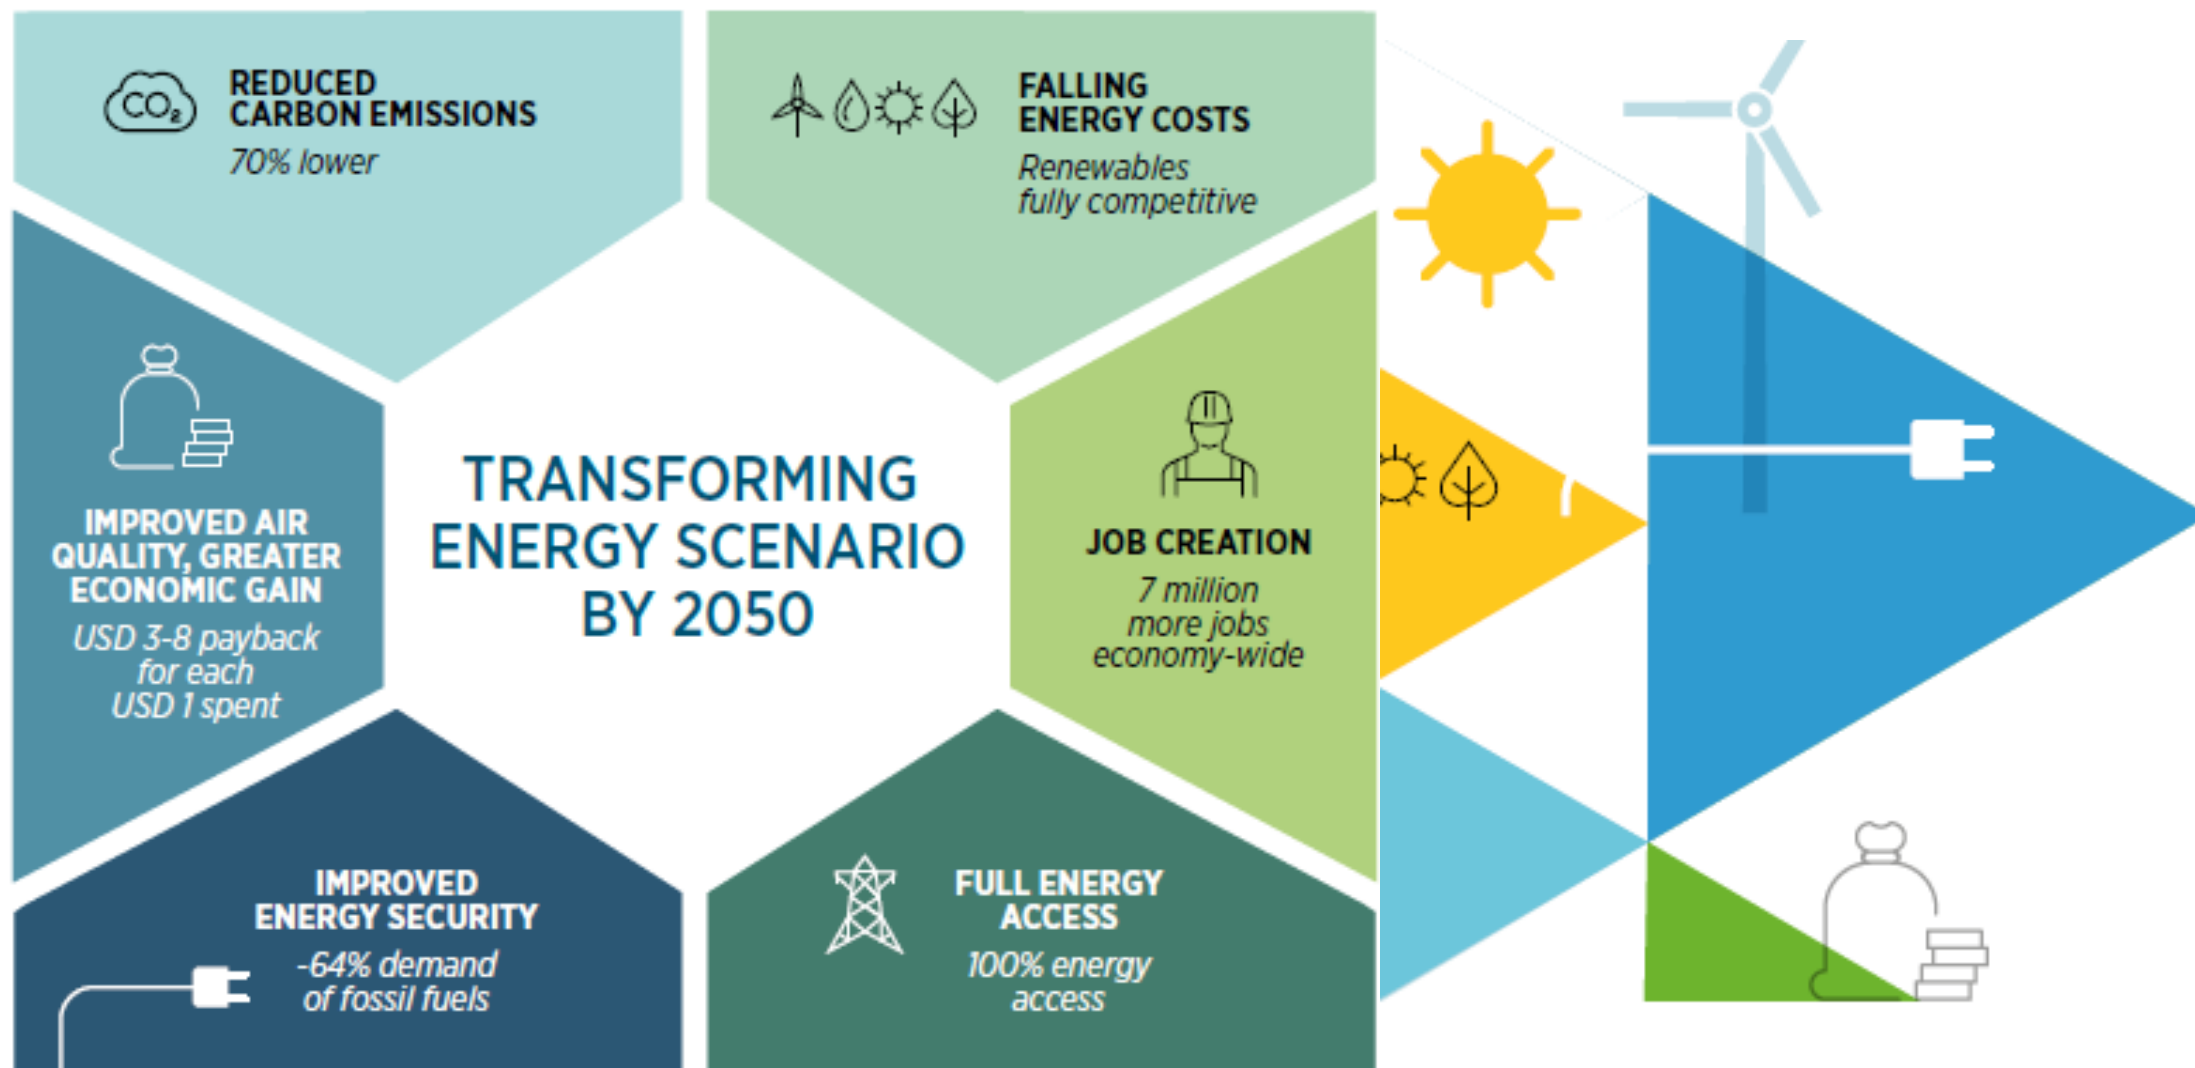 CO₂
REDUCED
CARBON EMISSIONS
70% lower
FALLING
ENERGY COSTS
Renewables
fully competitive
IMPROVED AIR
QUALITY, GREATER
ECONOMIC GAIN
USD 3-8 payback
for each
USD 1 spent
TRANSFORMING
ENERGY SCENARIO
BY 2050
JOB CREATION
7 million
more jobs
economy-wide
IMPROVED
ENERGY SECURITY
-64% demand
of fossil fuels
FULL ENERGY
ACCESS
100% energy
access